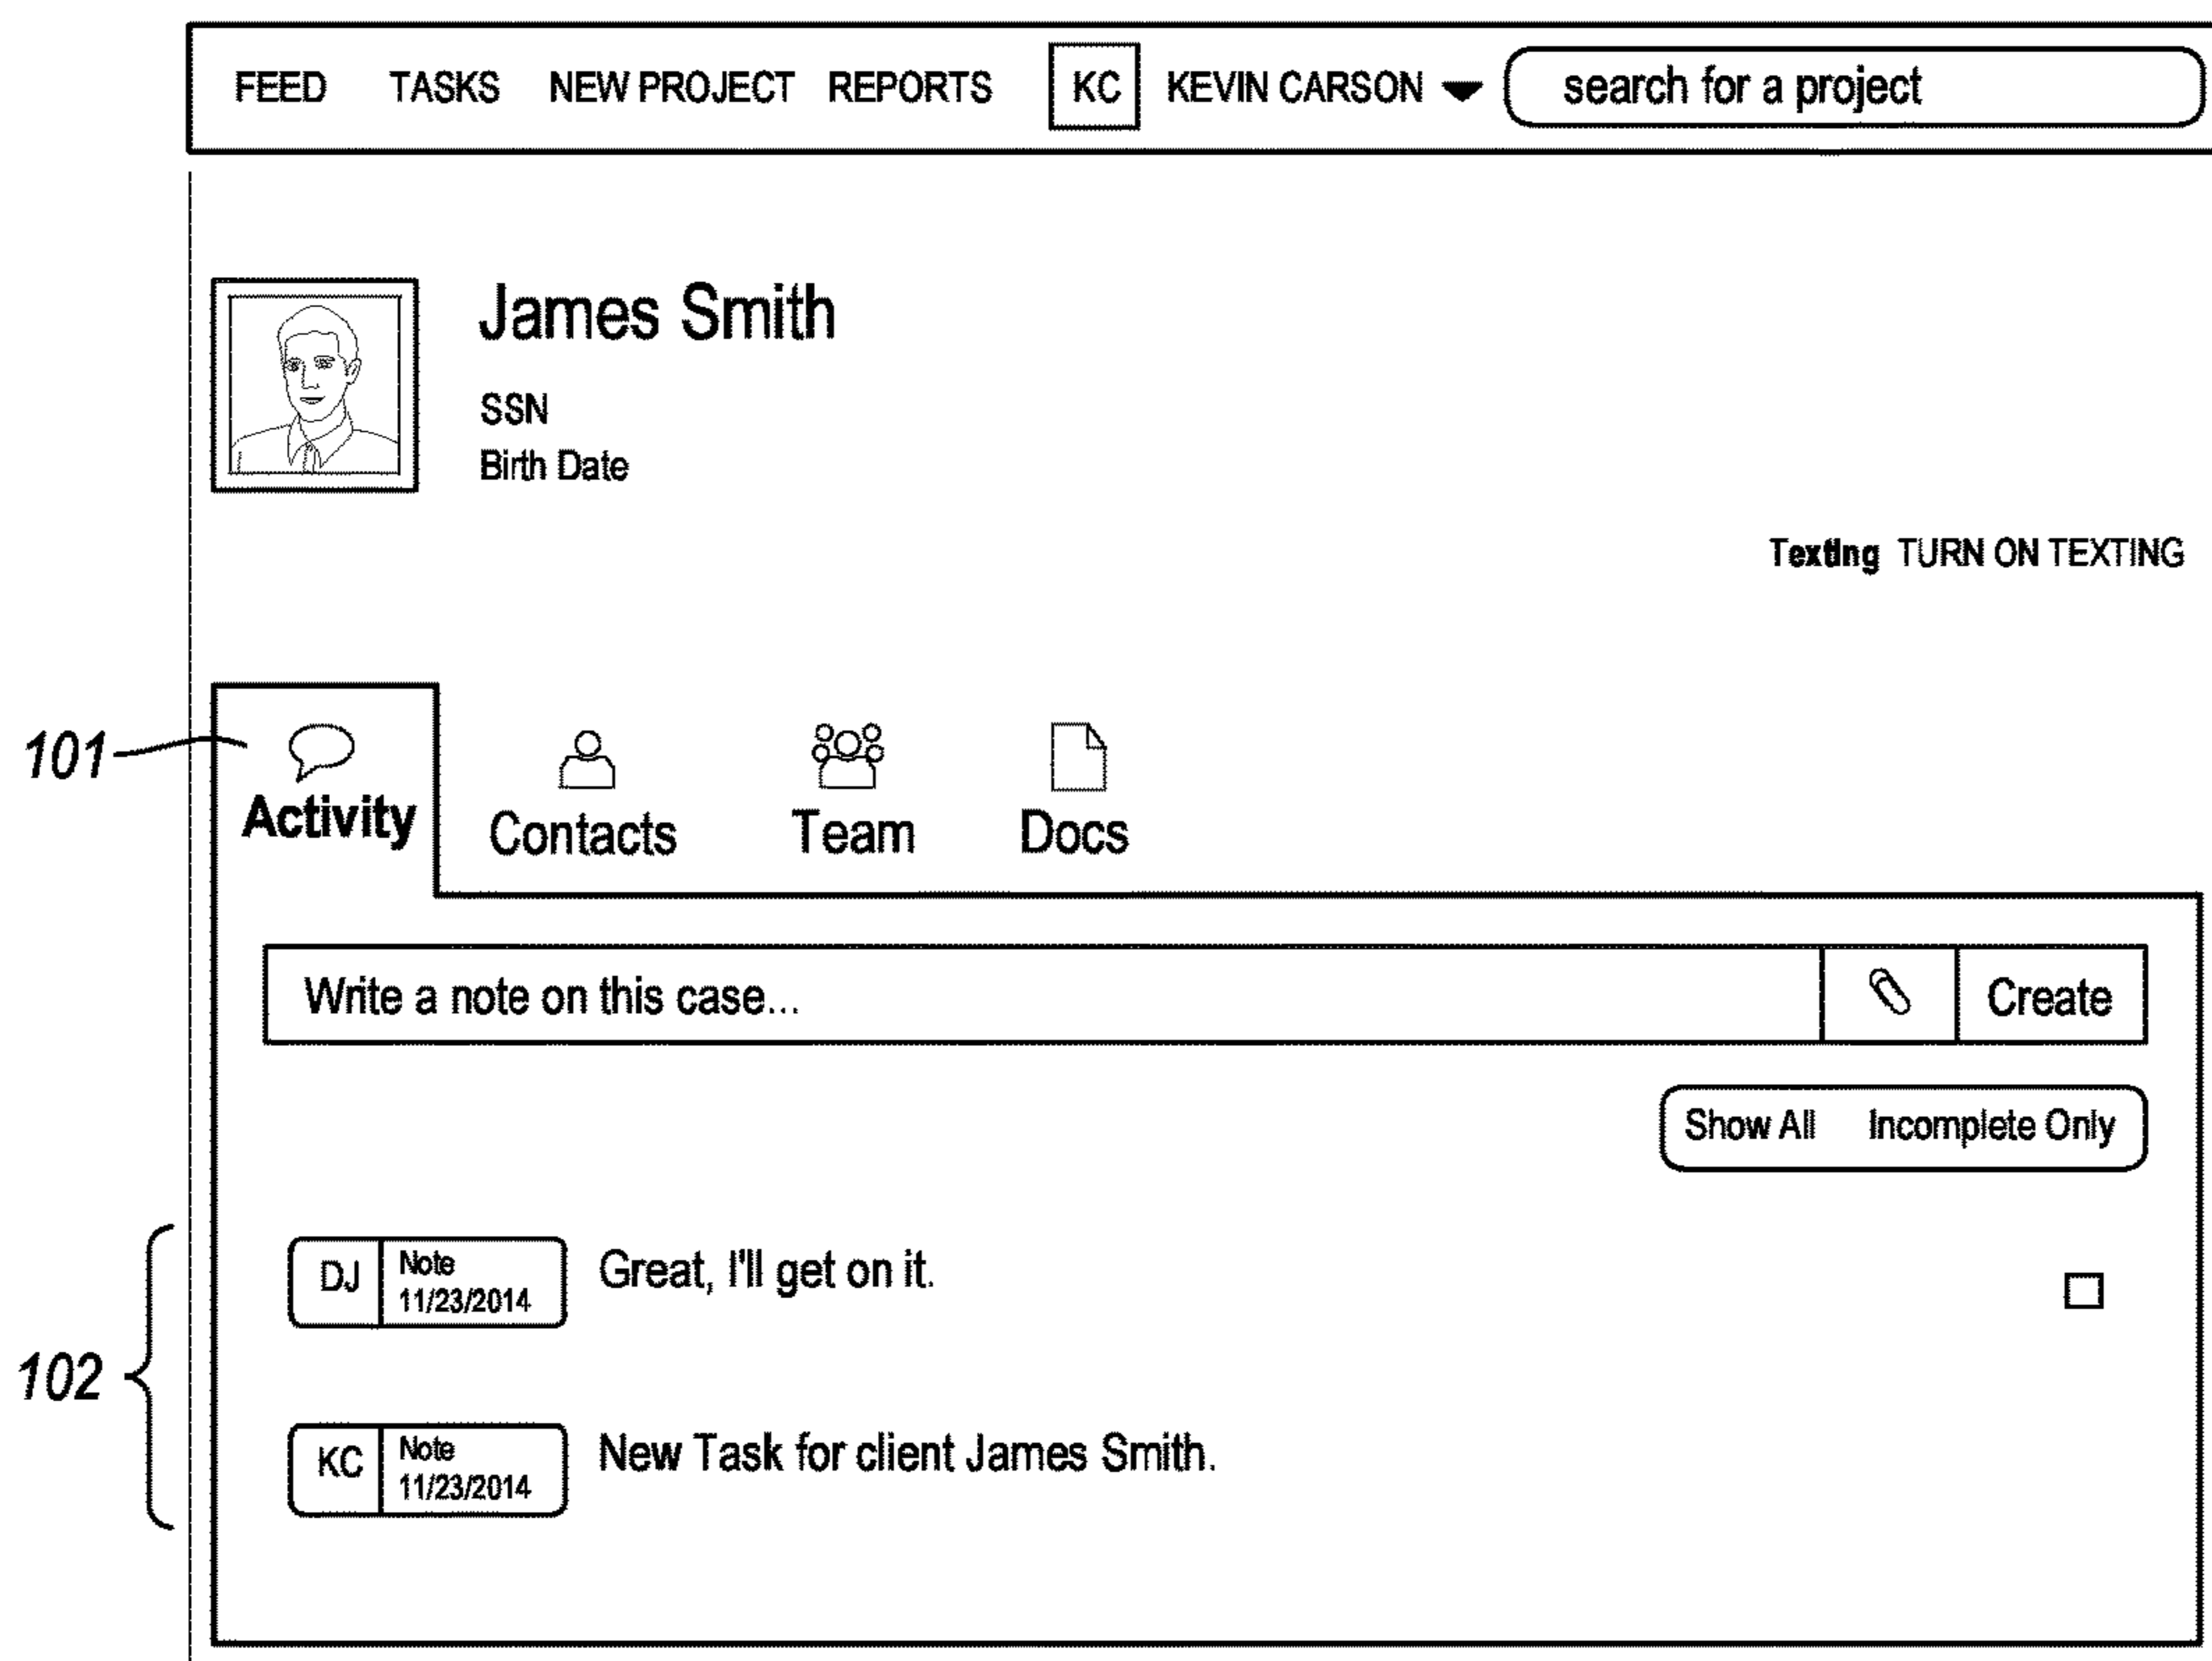 FEED TASKS NEW PROJECT REPORTS KC KEVIN CARSON search for a project
James Smith
SSN
Birth Date
Texting TURN ON TEXTING
101
Activity Contacts Team Docs
Write a note on this case... Create
Show All Incomplete Only
102
DJ Note 11/23/2014 Great, I'll get on it.
KC Note 11/23/2014 New Task for client James Smith.